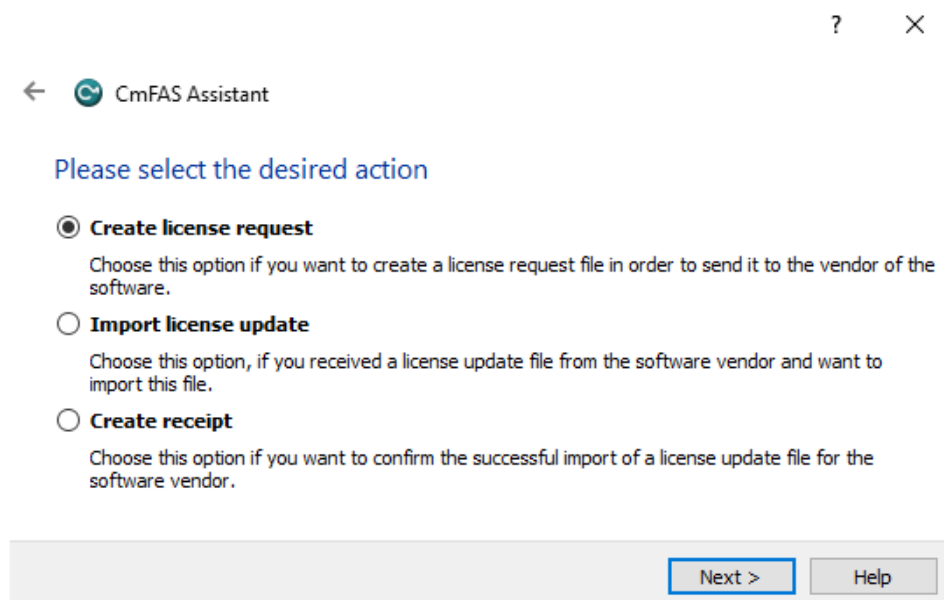 ?
CmFAS Assistant
Please select the desired action
Create license request
Choose this option if you want to create a license request file in order to send it to the vendor of the
software.
Import license update
Choose this option, if you received a license update file from the software vendor and want to
import this file.
Create receipt
Choose this option if you want to confirm the successful import of a license update file for the
software vendor.
Next >
Help